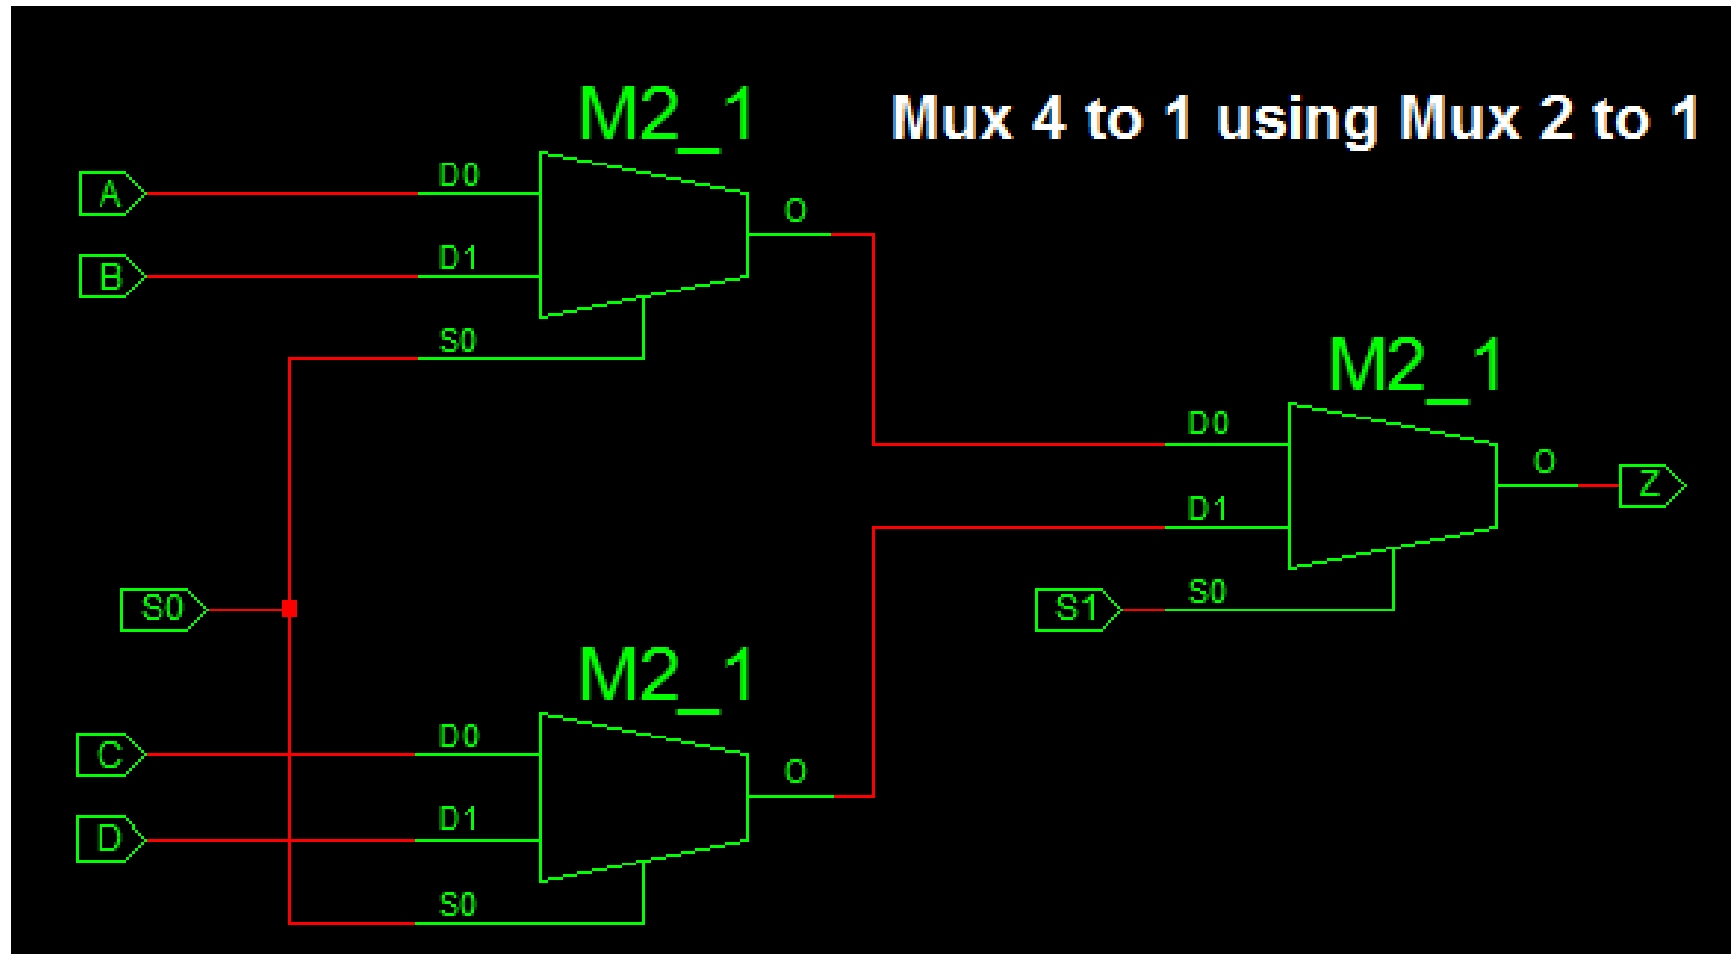 M2_1
Mux 4 to 1 using Mux 2 to 1
A
D0
O
B
D1
S0
M2_1
D0
O
Z
D1
S0
S1
S0
M2_1
C
D0
O
D
D1
S0